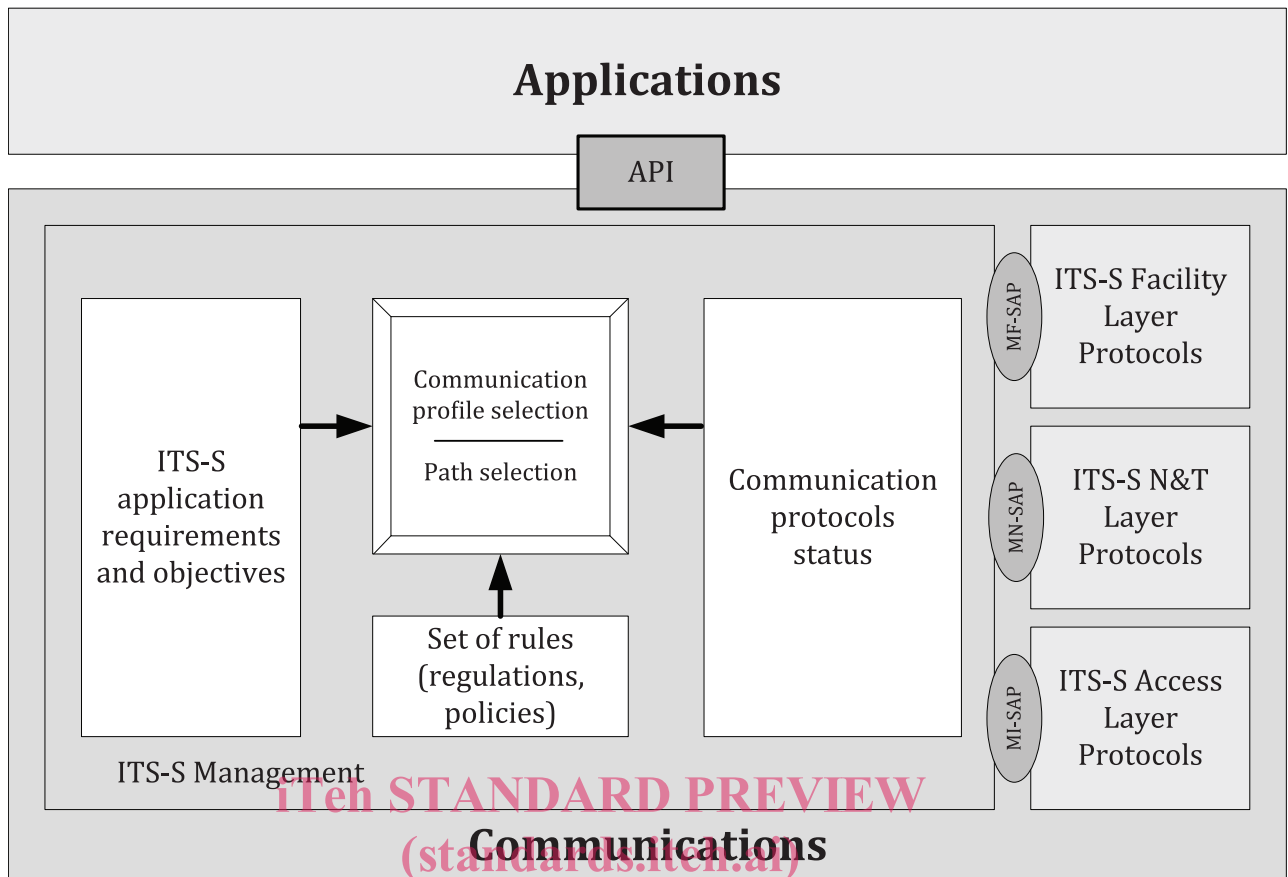 Applications
API
ITS-S
application
requirements
and objectives
Communication
profile selection
Path selection
Set of rules
(regulations,
policies)
Communication
protocols
status
MF-SAP
ITS-S Facility
Layer
Protocols
MN-SAP
ITS-S N&T
Layer
Protocols
MI-SAP
ITS-S Access
Layer
Protocols
ITS-S Management
iTeh STANDARD PREVIEW
Communications
(standards.iteh.ai)